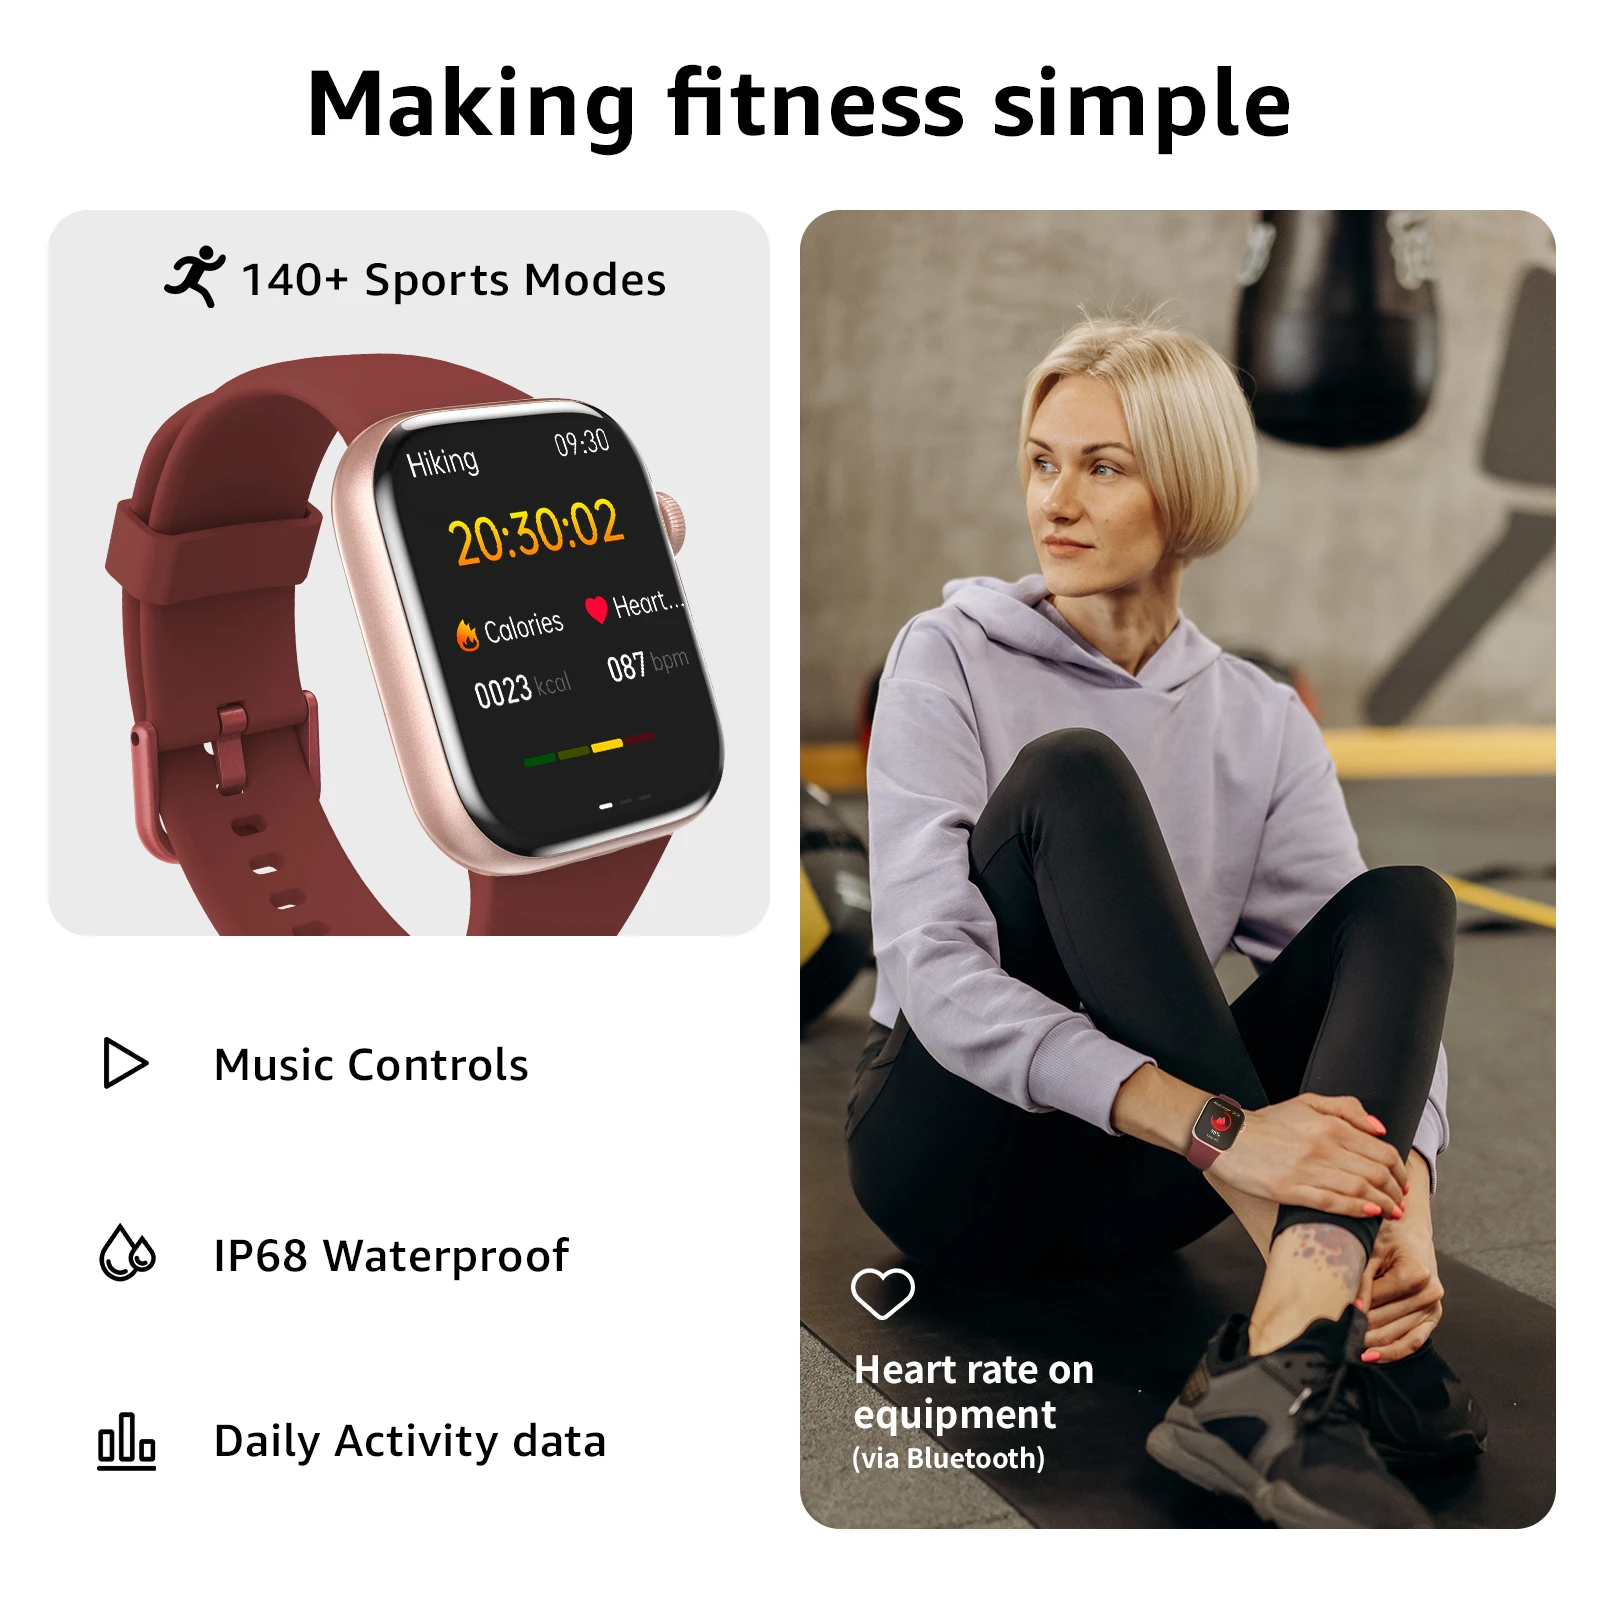 Making fitness simple
140+ Sports Modes
Hiking
09:30
20:30:02
Calories
Heart...
0023 kcal
087 bpm
Music Controls
IP68 Waterproof
Daily Activity data
Heart rate on
equipment
(via Bluetooth)